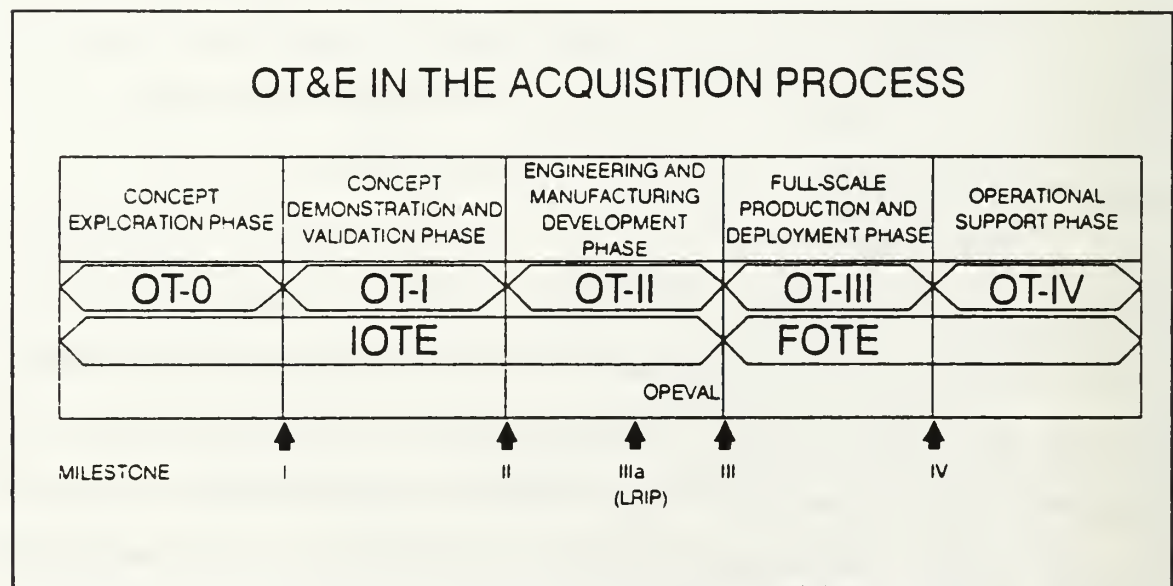 OT&E IN THE ACQUISITION PROCESS
CONCEPT
EXPLORATION PHASE
CONCEPT
DEMONSTRATION AND
VALIDATION PHASE
ENGINEERING AND
MANUFACTURING
DEVELOPMENT
PHASE
FULL-SCALE
PRODUCTION AND
DEPLOYMENT PHASE
OPERATIONAL
SUPPORT PHASE
OT-0 OT-I OT-II OT-III OT-IV
IOTE FOTE
OPEVAL
MILESTONE I II IIIa III IV
(LRIP)